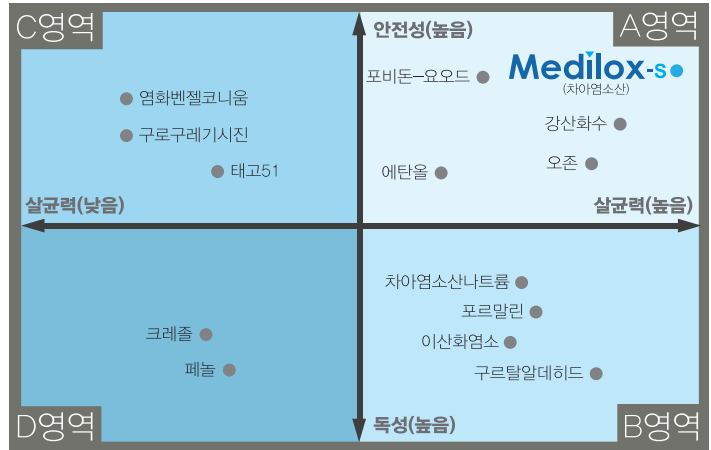 C영역
안전성(높음)
A영역
포비돈-요오드
Medilox-s
(차아염소산)
염화벤젤코니움
강산화수
구로구레기시진
오존
태고51
에탄올
살균력(낮음)
살균력(높음)
차아염소산나트륨
포르말린
크레졸
이산화염소
페놀
구르탈알데히드
D영역
독성(높음)
B영역